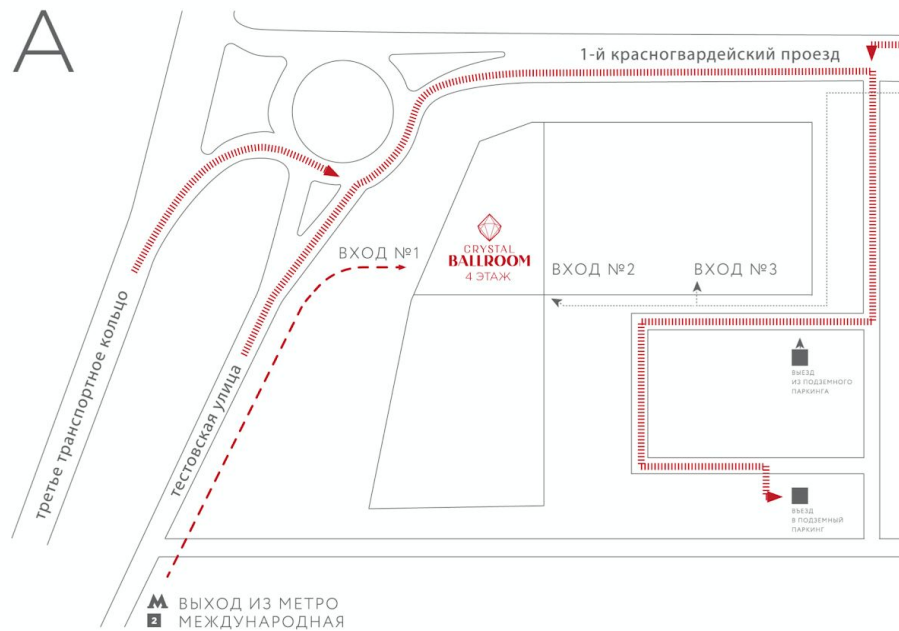 А
1-й красногвардейский проезд
ВХОД №1
CRYSTAL
BALLROOM
4 ЭТАЖ
ВХОД №2
ВХОД №3
третье транспортное кольцо
тестовская улица
ВЫЕЗД
ИЗ ПОДЗЕМНОГО
ПАРКИНГА
ВЪЕЗД
В ПОДЗЕМНЫЙ
ПАРКИНГ
М ВЫХОД ИЗ МЕТРО
2 МЕЖДУНАРОДНАЯ